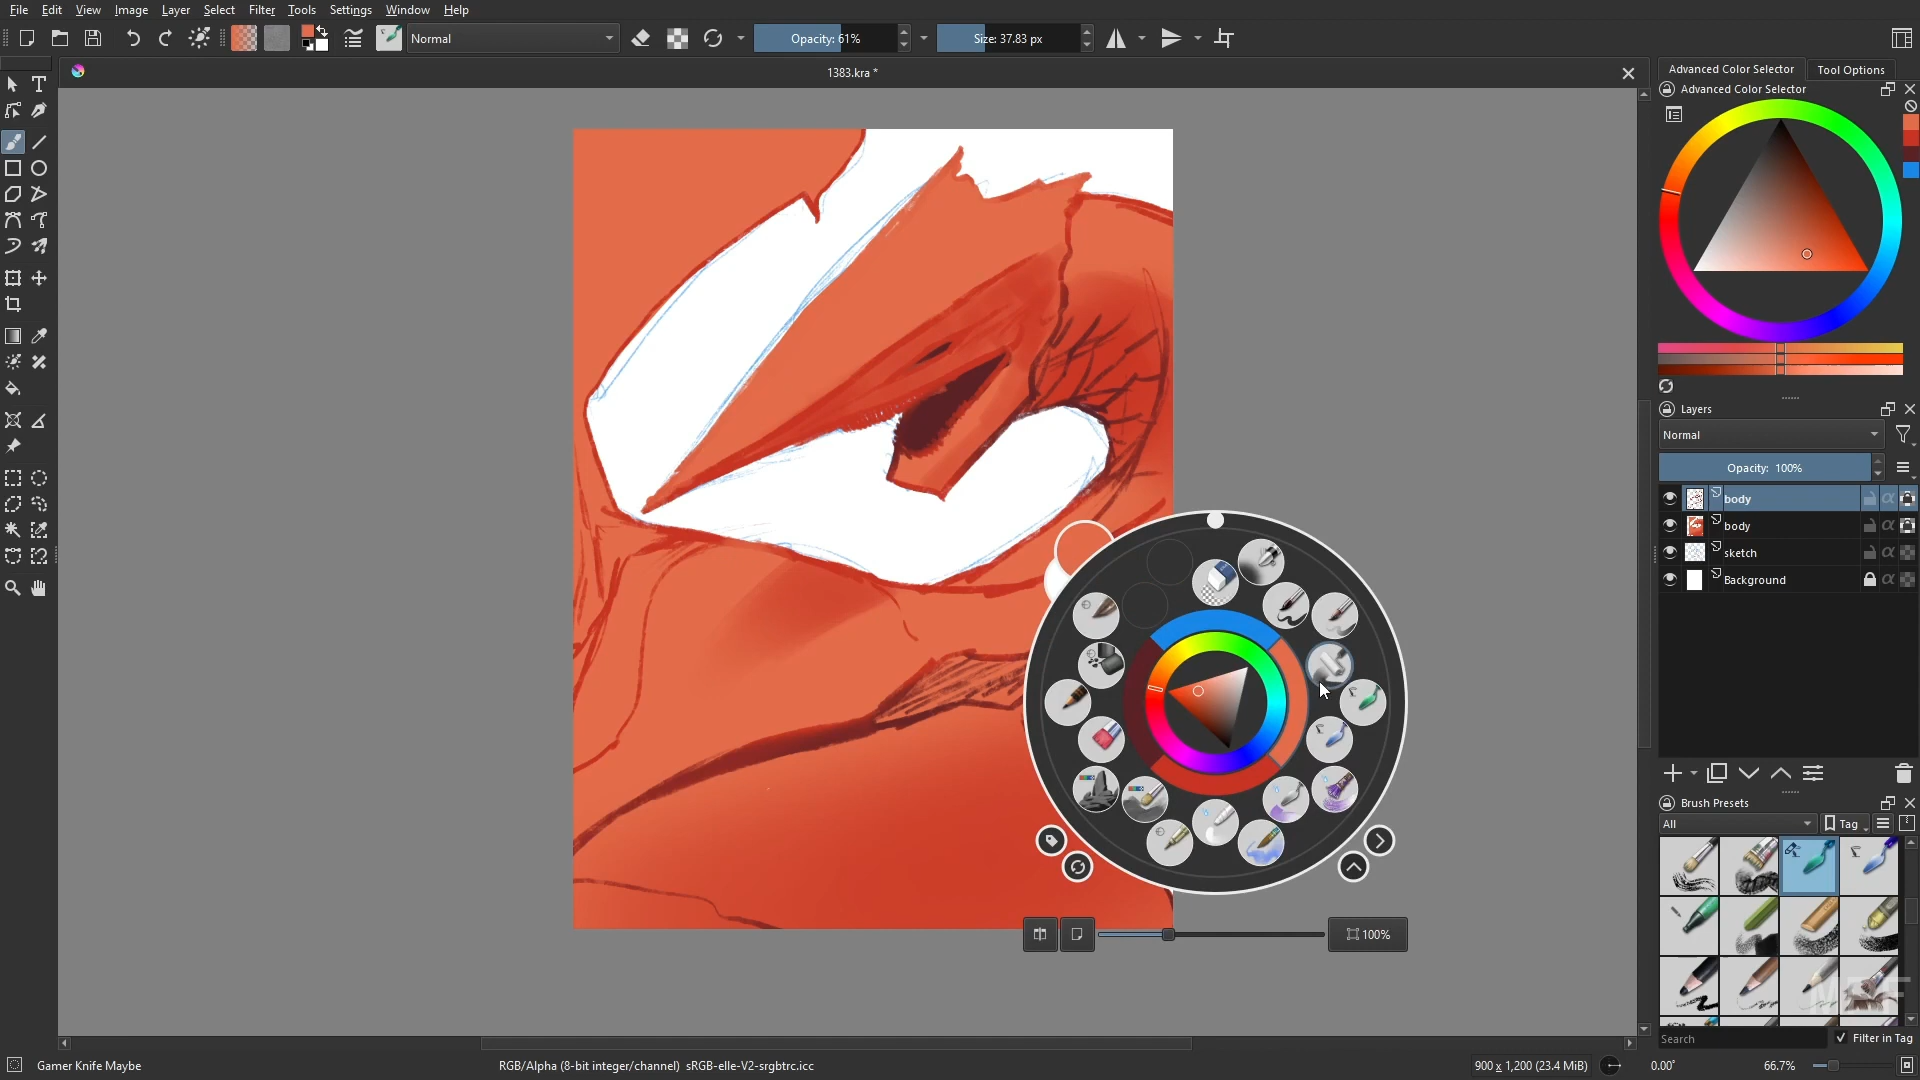 File Edit View Image Layer Select Filter Tools Settings Window Help
Normal
Opacity: 61%
Size: 37.83 px
1383.kra *
Advanced Color Selector
Tool Options
Advanced Color Selector
Layers
Normal
Opacity: 100%
body
body
sketch
Background
Brush Presets
All
Tag
100%
Search
Filter in Tag
Gamer Knife Maybe
RGB/Alpha (8-bit integer/channel) sRGB-elle-V2-srgbtrc.icc
900 x 1,200 (23.4 MiB)
0.00°
66.7%